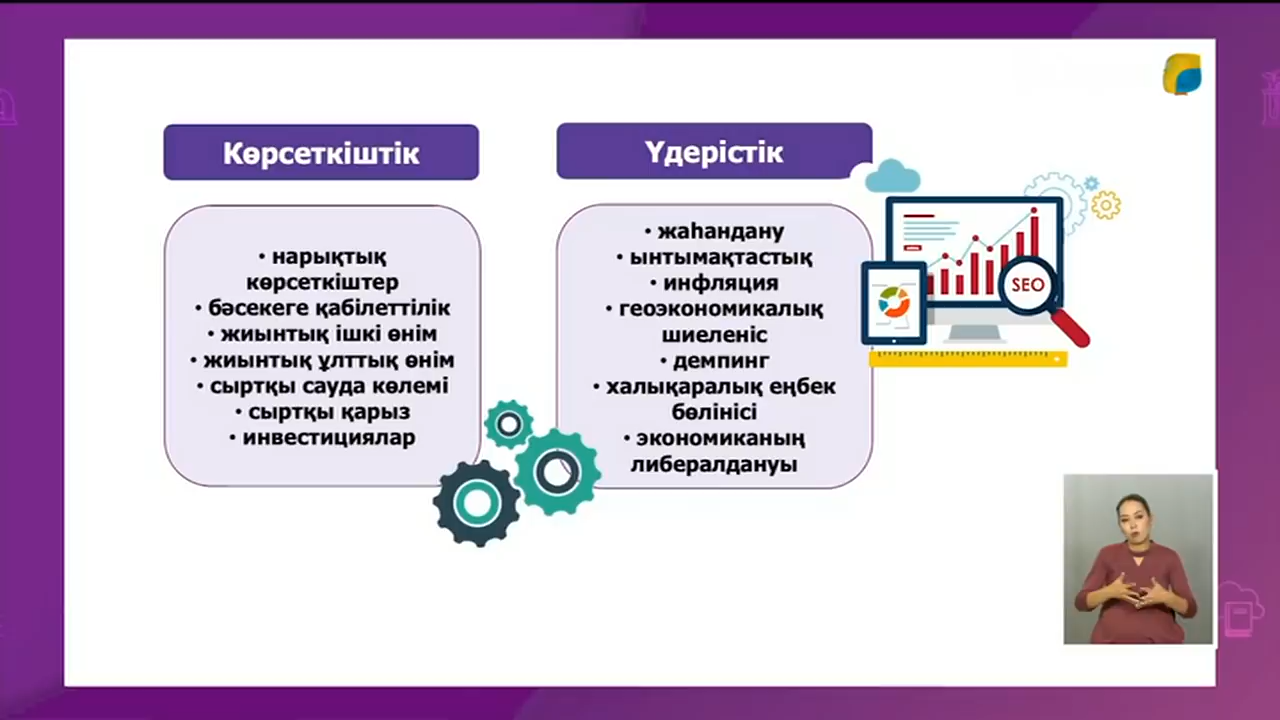 Көрсеткіштік
• нарықтық
көрсеткіштер
• бәсекеге қабілеттілік
• жиынтық ішкі өнім
• жиынтық ұлттық өнім
• сыртқы сауда көлемі
• сыртқы қарыз
• инвестициялар
Үдерістік
• жаһандану
• ынтымақтастық
• инфляция
• геоэкономикалық
шиеленіс
• демпинг
• халықаралық еңбек
бөлінісі
• экономиканың
либералдануы
SEO